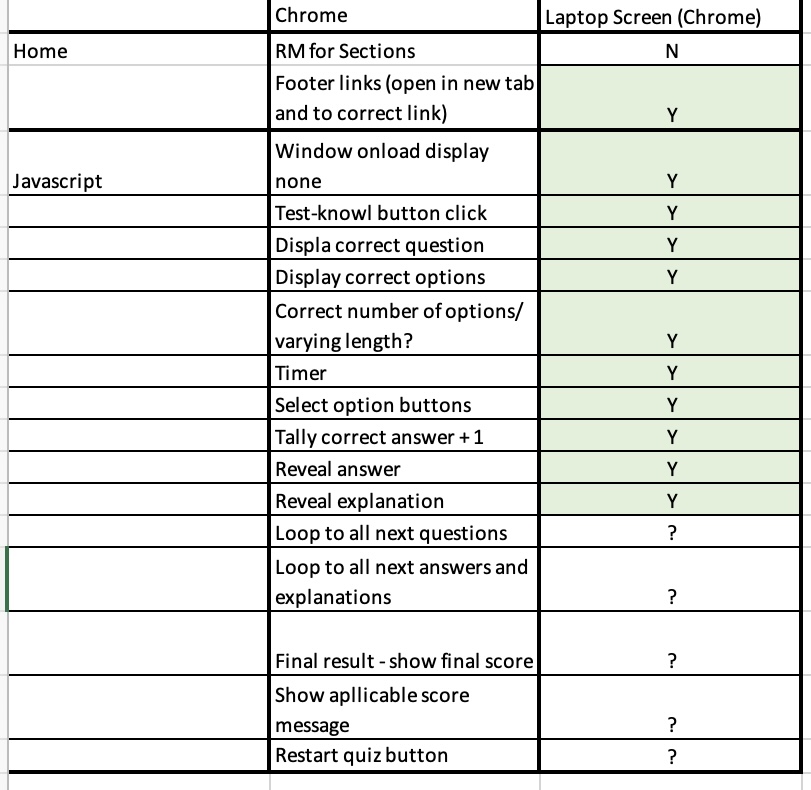 Chrome Laptop Screen (Chrome)
Home RM for Sections N
Footer links (open in new tab
and to correct link) Y
Window onload display
Javascript none Y
Test-knowl button click Y
Displa correct question Y
Display correct options Y
Correct number of options/
varying length? Y
Timer Y
Select option buttons Y
Tally correct answer + 1 Y
Reveal answer Y
Reveal explanation Y
Loop to all next questions ?
Loop to all next answers and
explanations ?
Final result - show final score ?
Show apllicable score
message ?
Restart quiz button ?